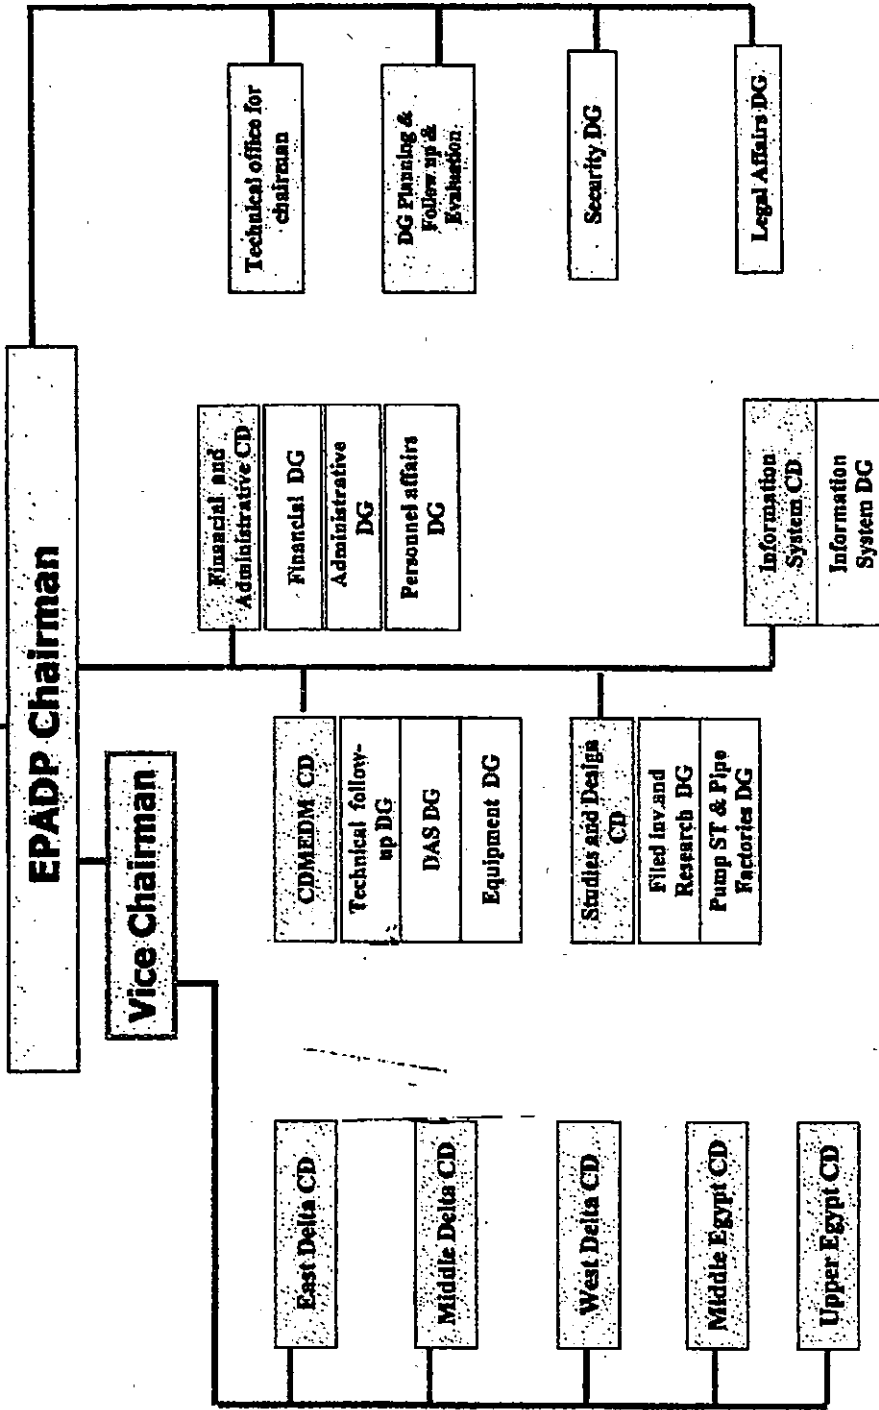 EPADP Chairman
Vice Chairman
East Delta CD
Middle Delta CD
West Delta CD
Middle Egypt CD
Upper Egypt CD
CDMEDM CD
Technical follow-
up DG
DAS DG
Equipment DG
Studies and Design
CD
Filed inv.and
Research DG
Pump ST & Pipe
Factories DG
Financial and
Administrative CD
Financial DG
Administrative
DG
Personnel affairs
DG
Information
System CD
Information
System DG
Technical office for
chairman
DG Planning &
Follow up &
Evaluation
Security DG
Legal Affairs DG